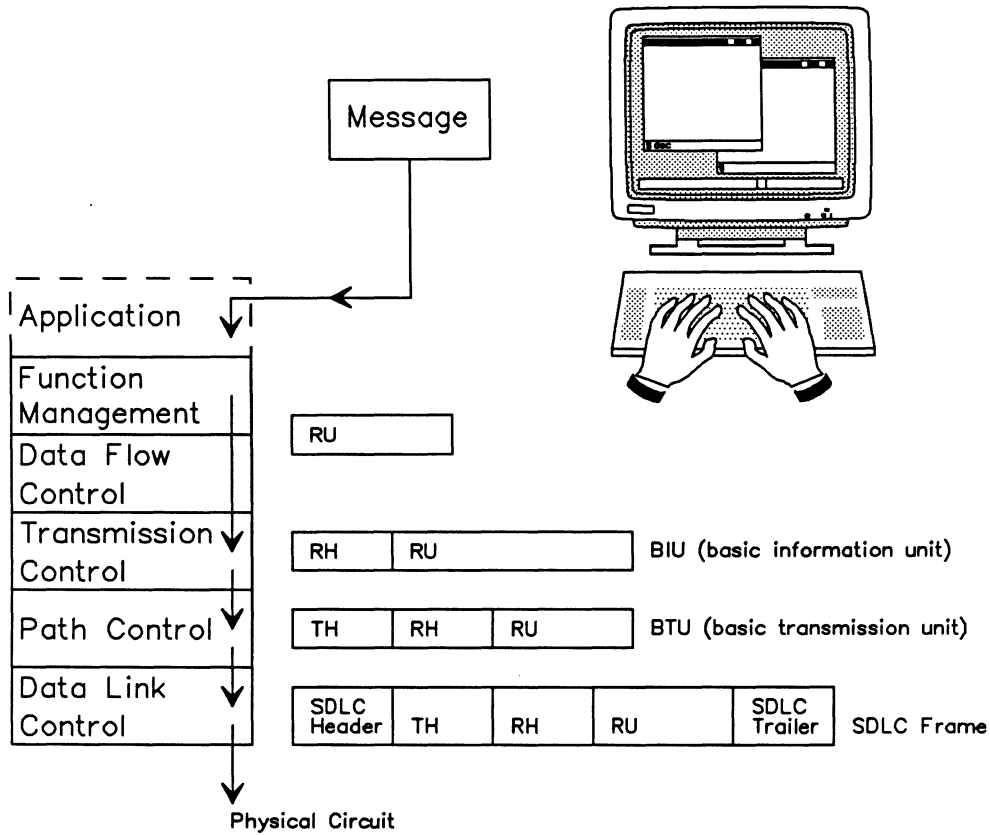 Message
Application
Function
Management
RU
Data Flow
Control
Transmission
Control
RH RU BIU (basic information unit)
Path Control
TH RH RU BTU (basic transmission unit)
Data Link
Control
SDLC
Header TH RH RU SDLC
Trailer SDLC Frame
Physical Circuit